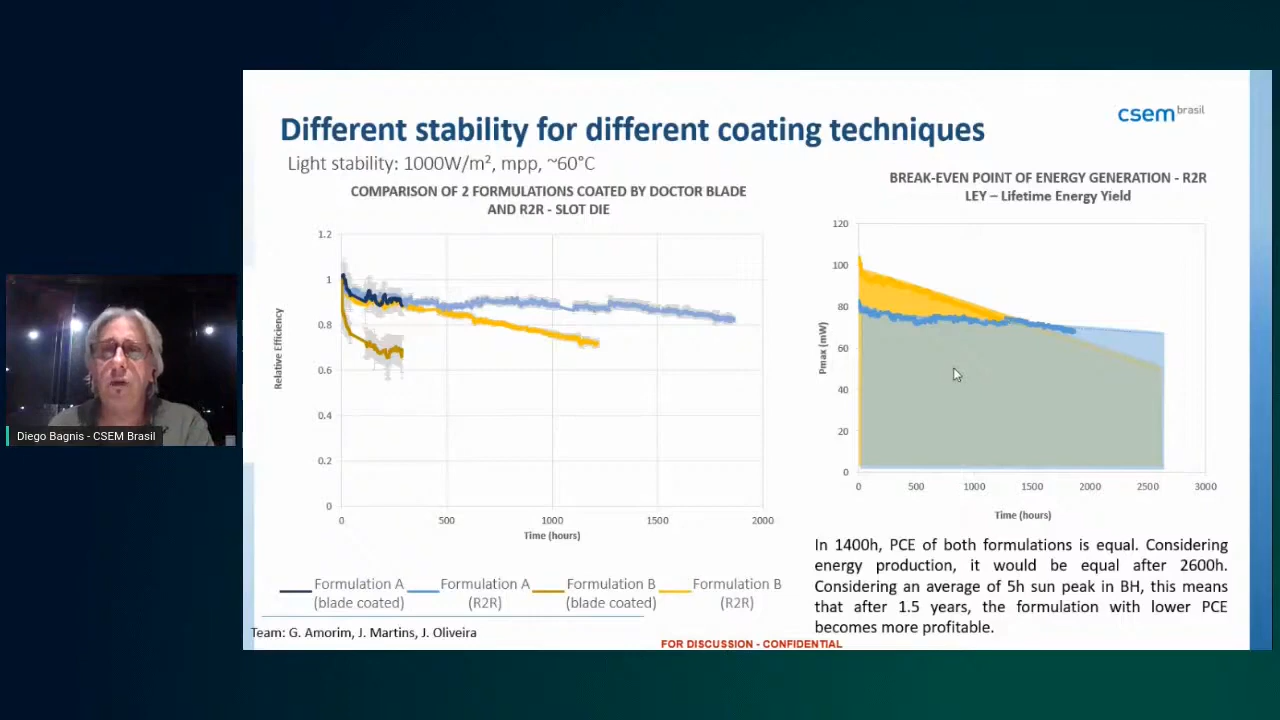 Different stability for different coating techniques
csem brasil
Light stability: 1000W/m², mpp, ~60°C
COMPARISON OF 2 FORMULATIONS COATED BY DOCTOR BLADE
AND R2R - SLOT DIE
1.2
1
0.8
0.6
0.4
0.2
0
Relative Efficiency
0 500 1000 1500 2000
Time (hours)
Formulation A
(blade coated)
Formulation A
(R2R)
Formulation B
(blade coated)
Formulation B
(R2R)
Team: G. Amorim, J. Martins, J. Oliveira
BREAK-EVEN POINT OF ENERGY GENERATION - R2R
LEY – Lifetime Energy Yield
120
100
80
60
40
20
0
Pmax (mW)
0 500 1000 1500 2000 2500 3000
Time (hours)
In 1400h, PCE of both formulations is equal. Considering
energy production, it would be equal after 2600h.
Considering an average of 5h sun peak in BH, this means
that after 1.5 years, the formulation with lower PCE
becomes more profitable.
FOR DISCUSSION - CONFIDENTIAL
Diego Bagnis - CSEM Brasil